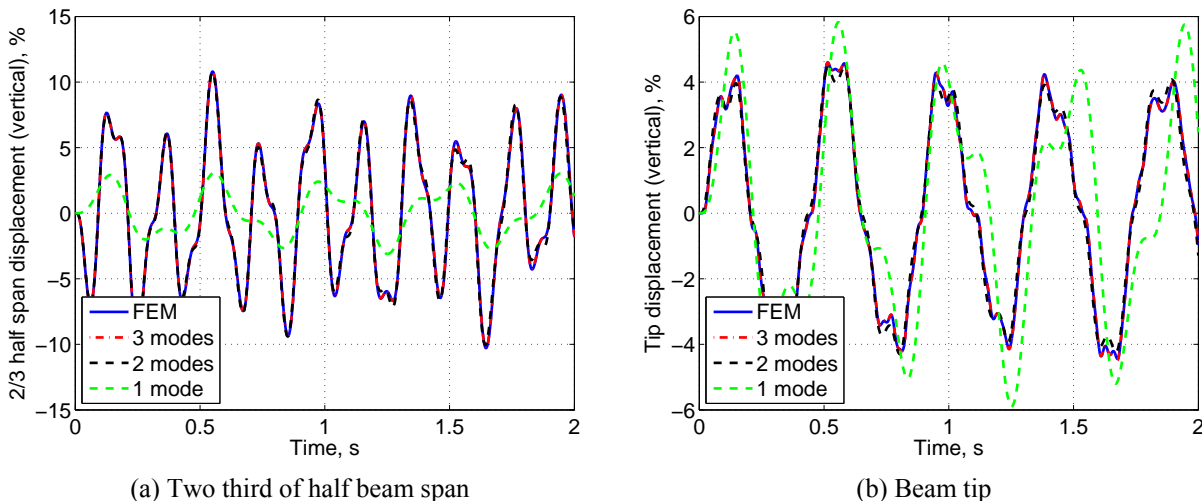 15
10
5
0
−5
−10
−15
0
0.5
1
1.5
2
2/3 half span displacement (vertical), %
Time, s
FEM
3 modes
2 modes
1 mode
(a) Two third of half beam span
6
4
2
0
−2
−4
−6
0
0.5
1
1.5
2
Tip displacement (vertical), %
Time, s
FEM
3 modes
2 modes
1 mode
(b) Beam tip